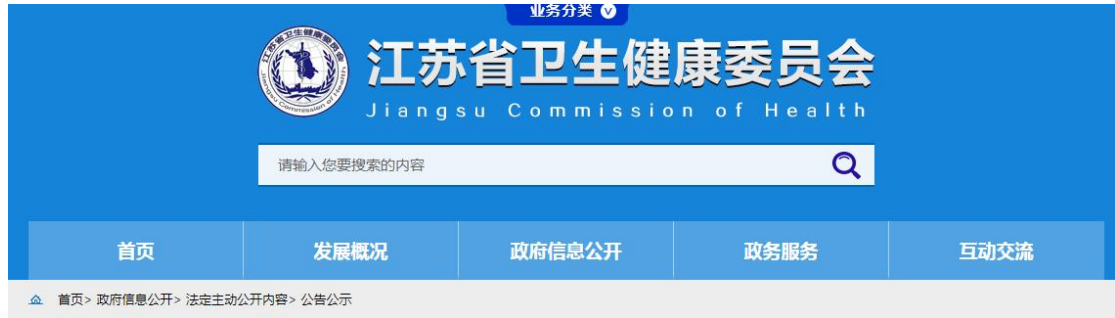 业务分类
江苏省卫生健康委员会
Jiangsu Commission of Health
请输入您要搜索的内容
首页 发展概况 政府信息公开 政务服务 互动交流
首页> 政府信息公开> 法定主动公开内容> 公告公示